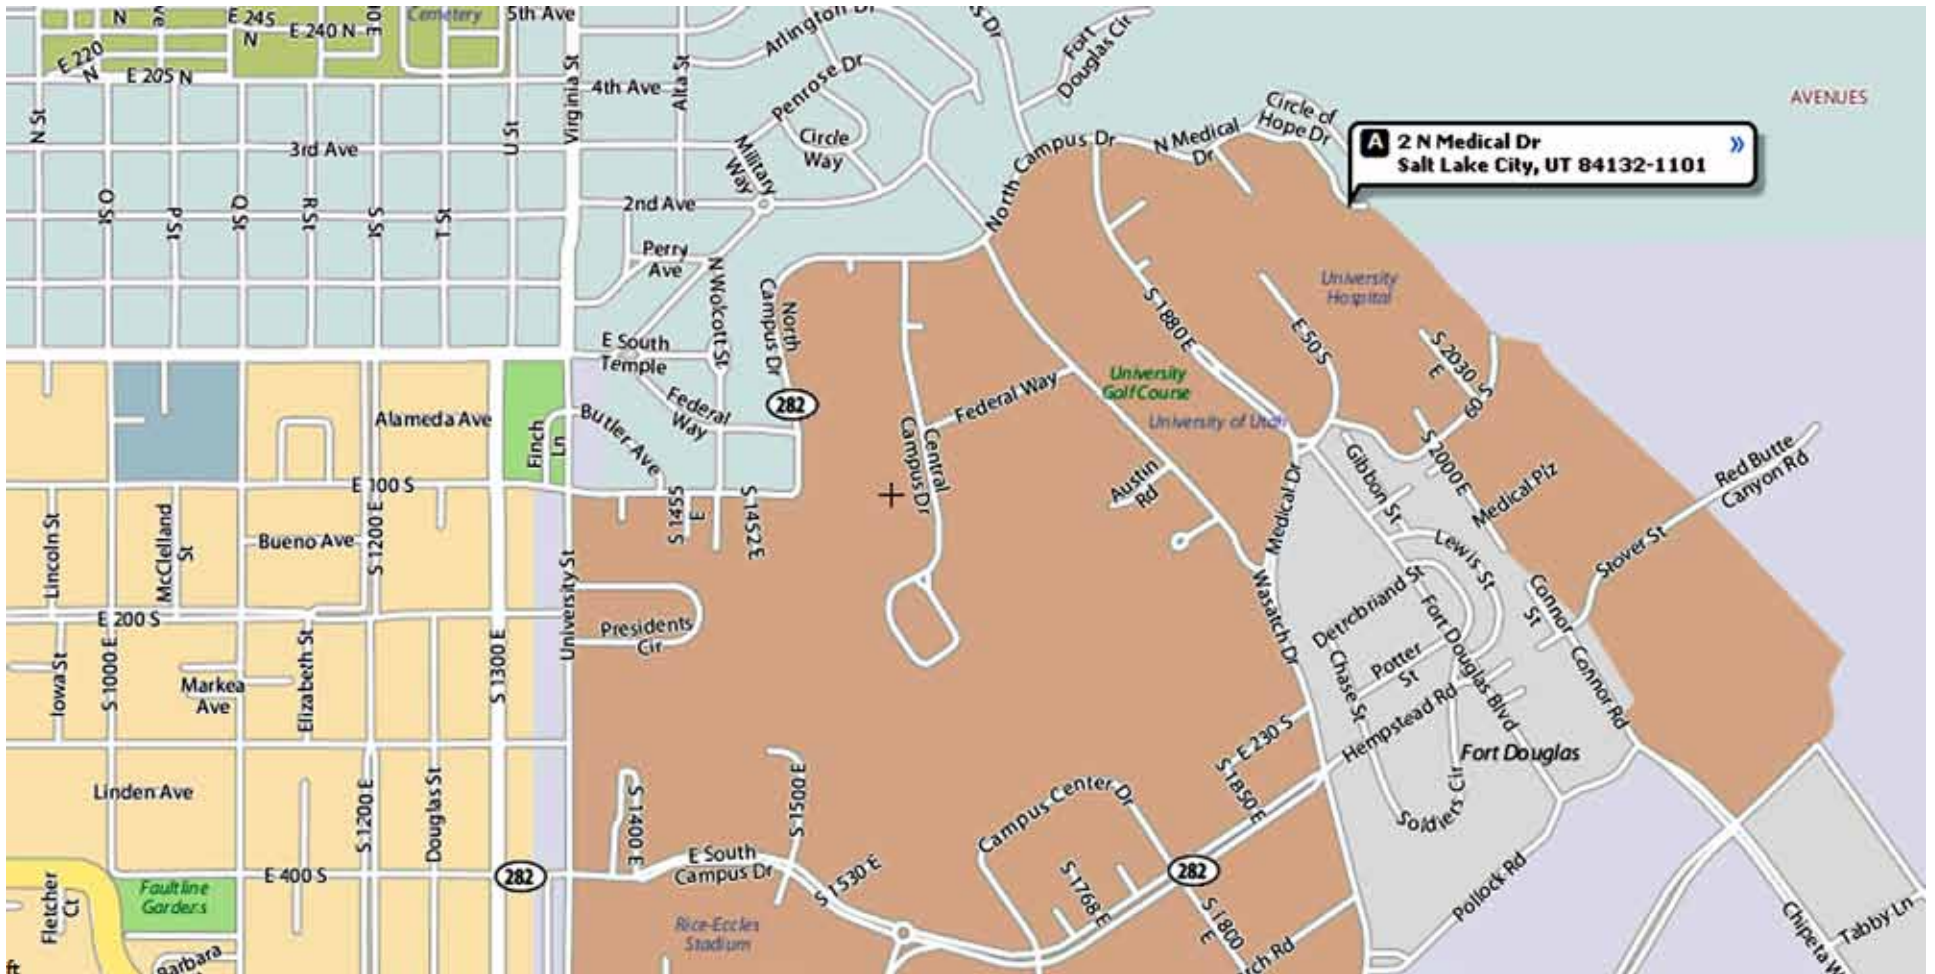 Cemetery
5th Ave
E 245
N
N
E 240 N
E 220
N
E 205 N
N St
Virginia St
U St
4th Ave
Alta St
Arlington Dr
Penrose Dr
Fort
Douglas Cir
AVENUES
3rd Ave
Circle
Way
Military
Way
North Campus Dr
N Medical
Dr
Circle of
Hope Dr
A
2 N Medical Dr
Salt Lake City, UT 84132-1101
»
O St
P St
Q St
R St
S St
2nd Ave
Perry
Ave
N Wolcott St
North
Campus Dr
University
Hospital
S 1880 E
E 50 S
S 2030
E
60 S
E South
Temple
Federal
Way
282
Federal Way
University
Golf Course
University of Utah
Alameda Ave
Finch
Ln
Butler Ave
Central
Campus Dr
Austin
Rd
Medical Dr
Gibbon St
S 2000 E
Medical Plz
Red Butte
Canyon Rd
E 100 S
S 1455
E
S 1452 E
Lincoln St
McClelland
St
Bueno Ave
S 1200 E
University St
Wasatch Dr
Lewis St
Stover St
Detrobriand St
Connor
St
E 200 S
Presidents
Cir
Fort Douglas Blvd
Potter
St
Chase St
Connor Rd
Iowa St
S 1000 E
Markea
Ave
Elizabeth St
S 1300 E
Hempstead Rd
E 230 S
S 1850 E
Fort Douglas
Linden Ave
S 1200 E
Douglas St
S 1400 E
S 1500 E
Campus Center Dr
Soldiers Cir
E 400 S
282
E South
Campus Dr
S 1530 E
282
S 1768 E
S 1800
E
Pollock Rd
Faultline
Gardens
Fletcher
Ct
Rice-Eccles
Stadium
Barbara
rch Rd
Chipeta W
Tabby Ln
ft